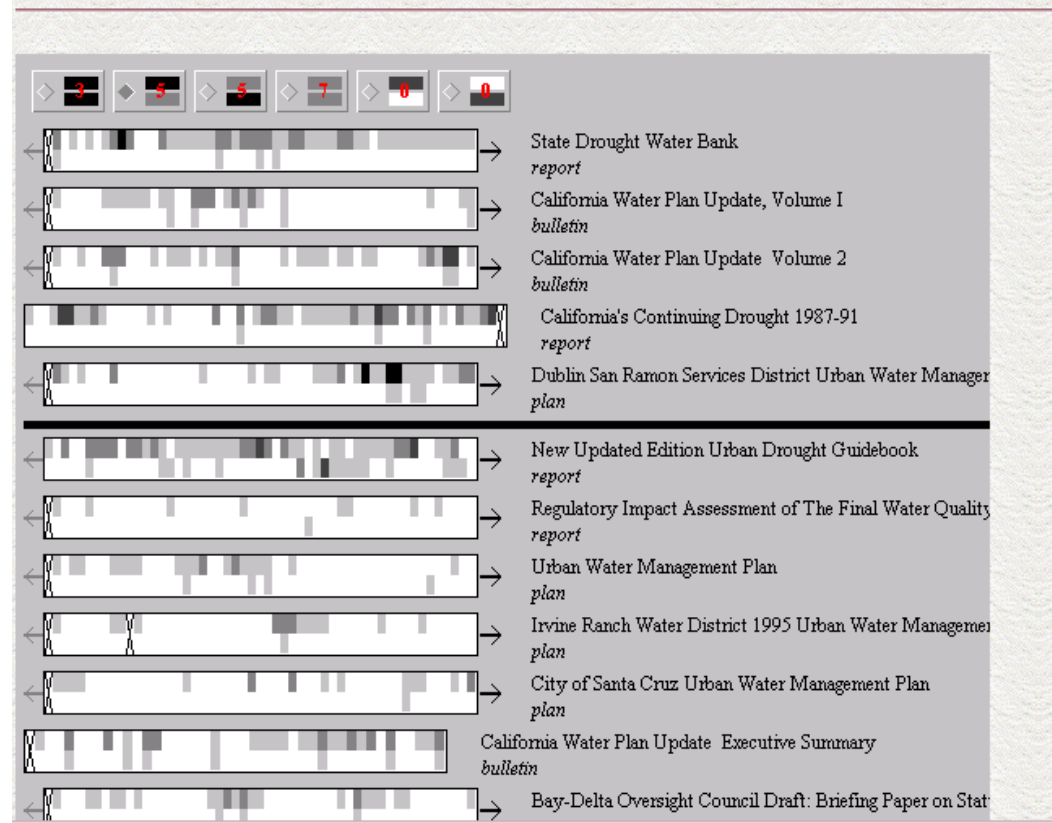 3 5 5 7 0 0
State Drought Water Bank
report
California Water Plan Update, Volume I
bulletin
California Water Plan Update Volume 2
bulletin
California's Continuing Drought 1987-91
report
Dublin San Ramon Services District Urban Water Manager
plan
New Updated Edition Urban Drought Guidebook
report
Regulatory Impact Assessment of The Final Water Quality
report
Urban Water Management Plan
plan
Irvine Ranch Water District 1995 Urban Water Managemen
plan
City of Santa Cruz Urban Water Management Plan
plan
California Water Plan Update Executive Summary
bulletin
Bay-Delta Oversight Council Draft: Briefing Paper on Stat